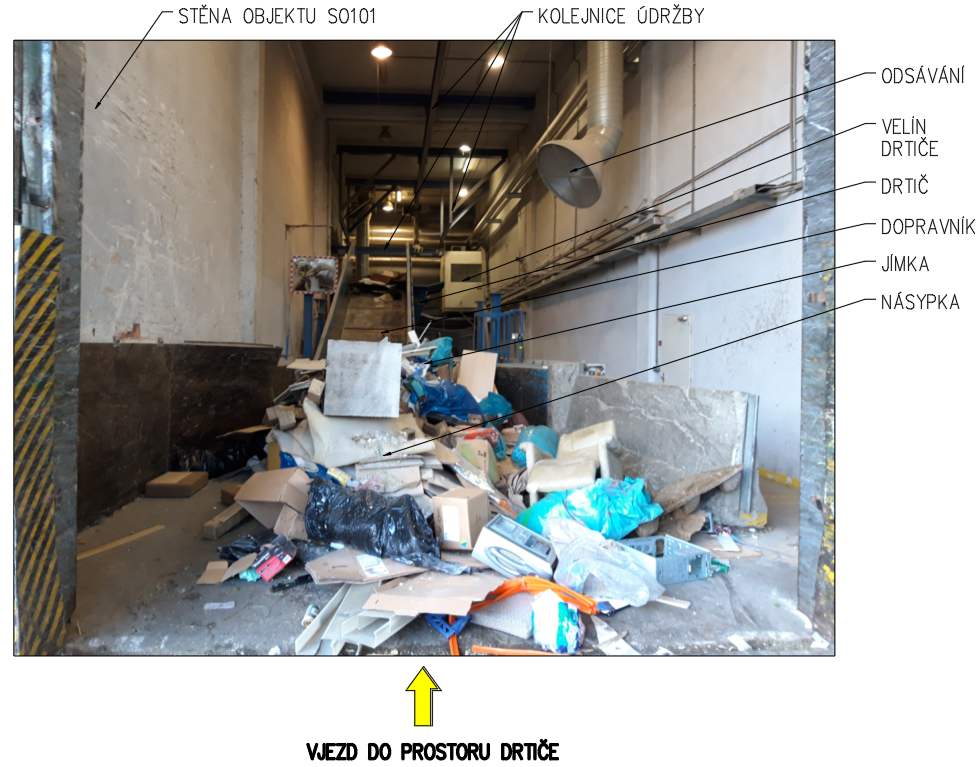 STĚNA OBJEKTU SO101
KOLEJNICE ÚDRŽBY
ODSÁVÁNÍ
VELÍN
DRTIČE
DRTIČ
DOPRAVNÍK
JÍMKA
NÁSYPKA
VJEZD DO PROSTORU DRTIČE